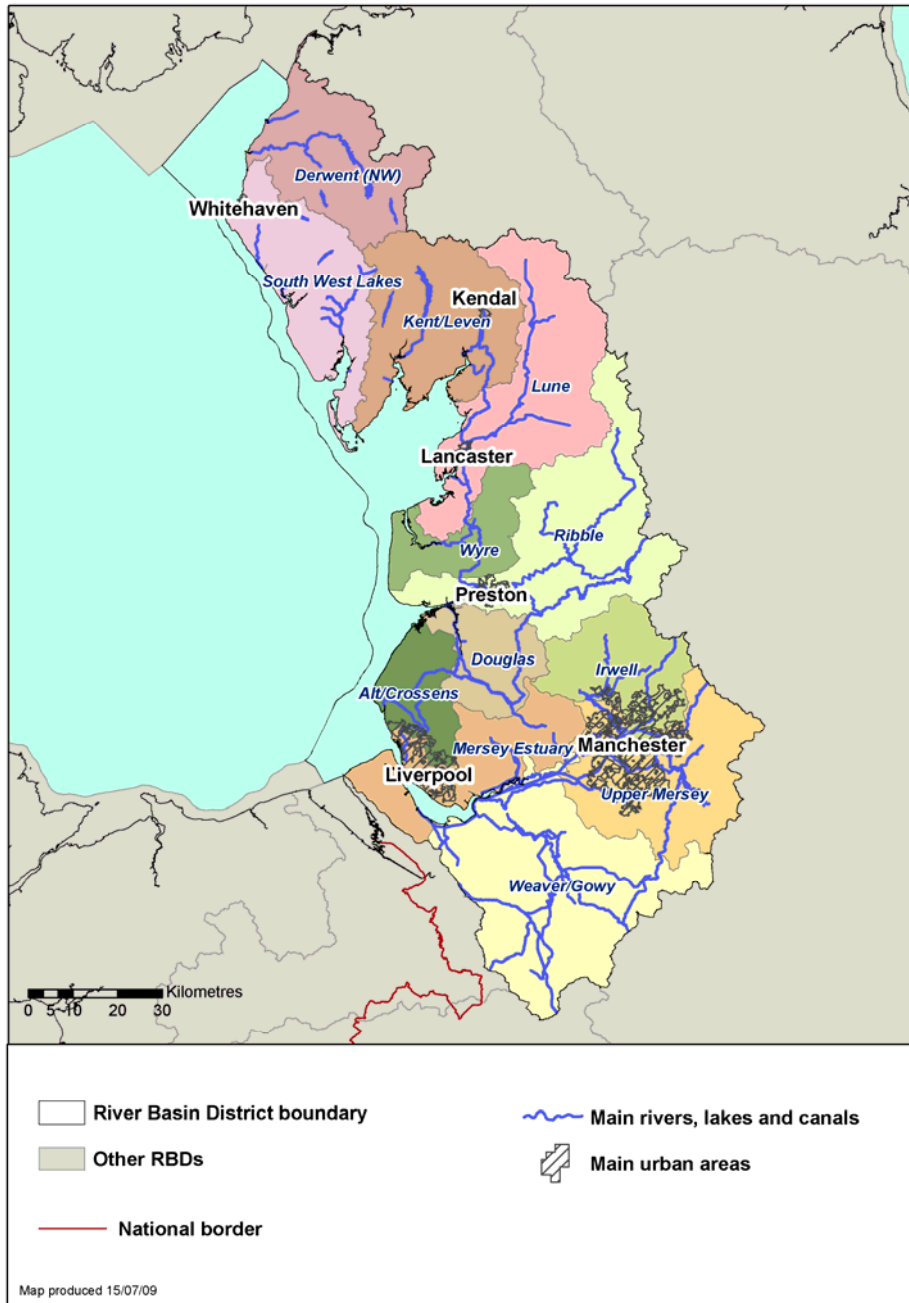 Derwent (NW)
Whitehaven
South West Lakes
Kendal
Kent/Leven
Lune
Lancaster
Wyre
Ribble
Preston
Douglas
Irwell
Alt/Crossens
Mersey Estuary
Manchester
Liverpool
Upper Mersey
Weaver/Gowy
Kilometres
0 5 10 20 30
River Basin District boundary
Main rivers, lakes and canals
Other RBDs
Main urban areas
National border
Map produced 15/07/09